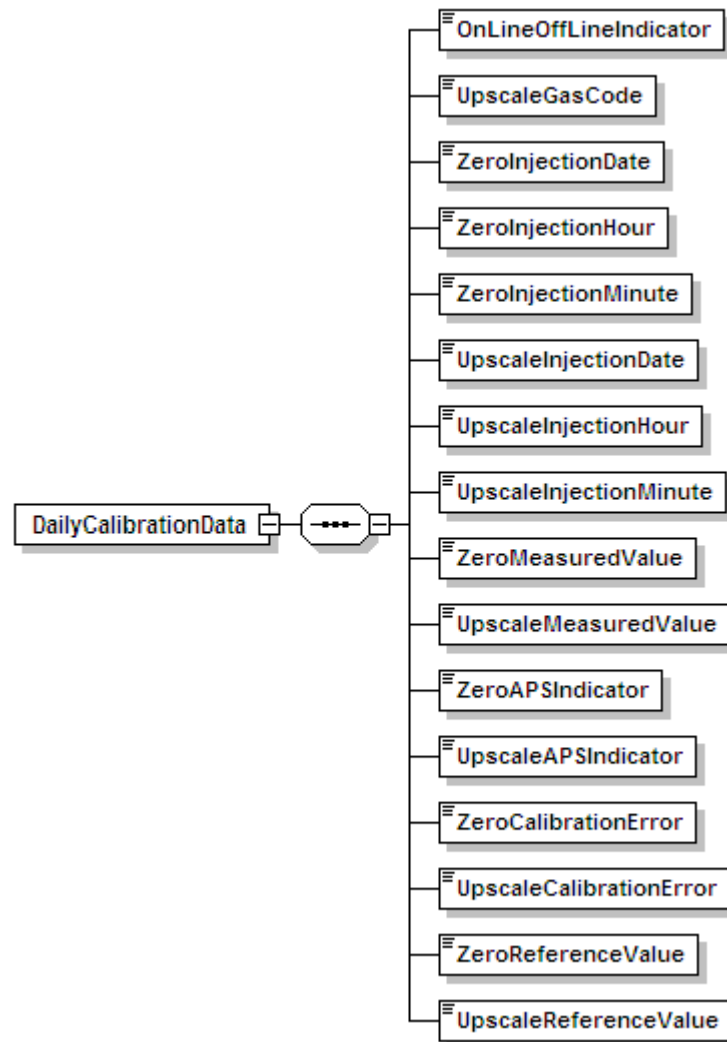 OnLineOffLineIndicator
UpscaleGasCode
ZeroInjectionDate
ZeroInjectionHour
ZeroInjectionMinute
UpscaleInjectionDate
UpscaleInjectionHour
UpscaleInjectionMinute
DailyCalibrationData
ZeroMeasuredValue
UpscaleMeasuredValue
ZeroAPSIndicator
UpscaleAPSIndicator
ZeroCalibrationError
UpscaleCalibrationError
ZeroReferenceValue
UpscaleReferenceValue